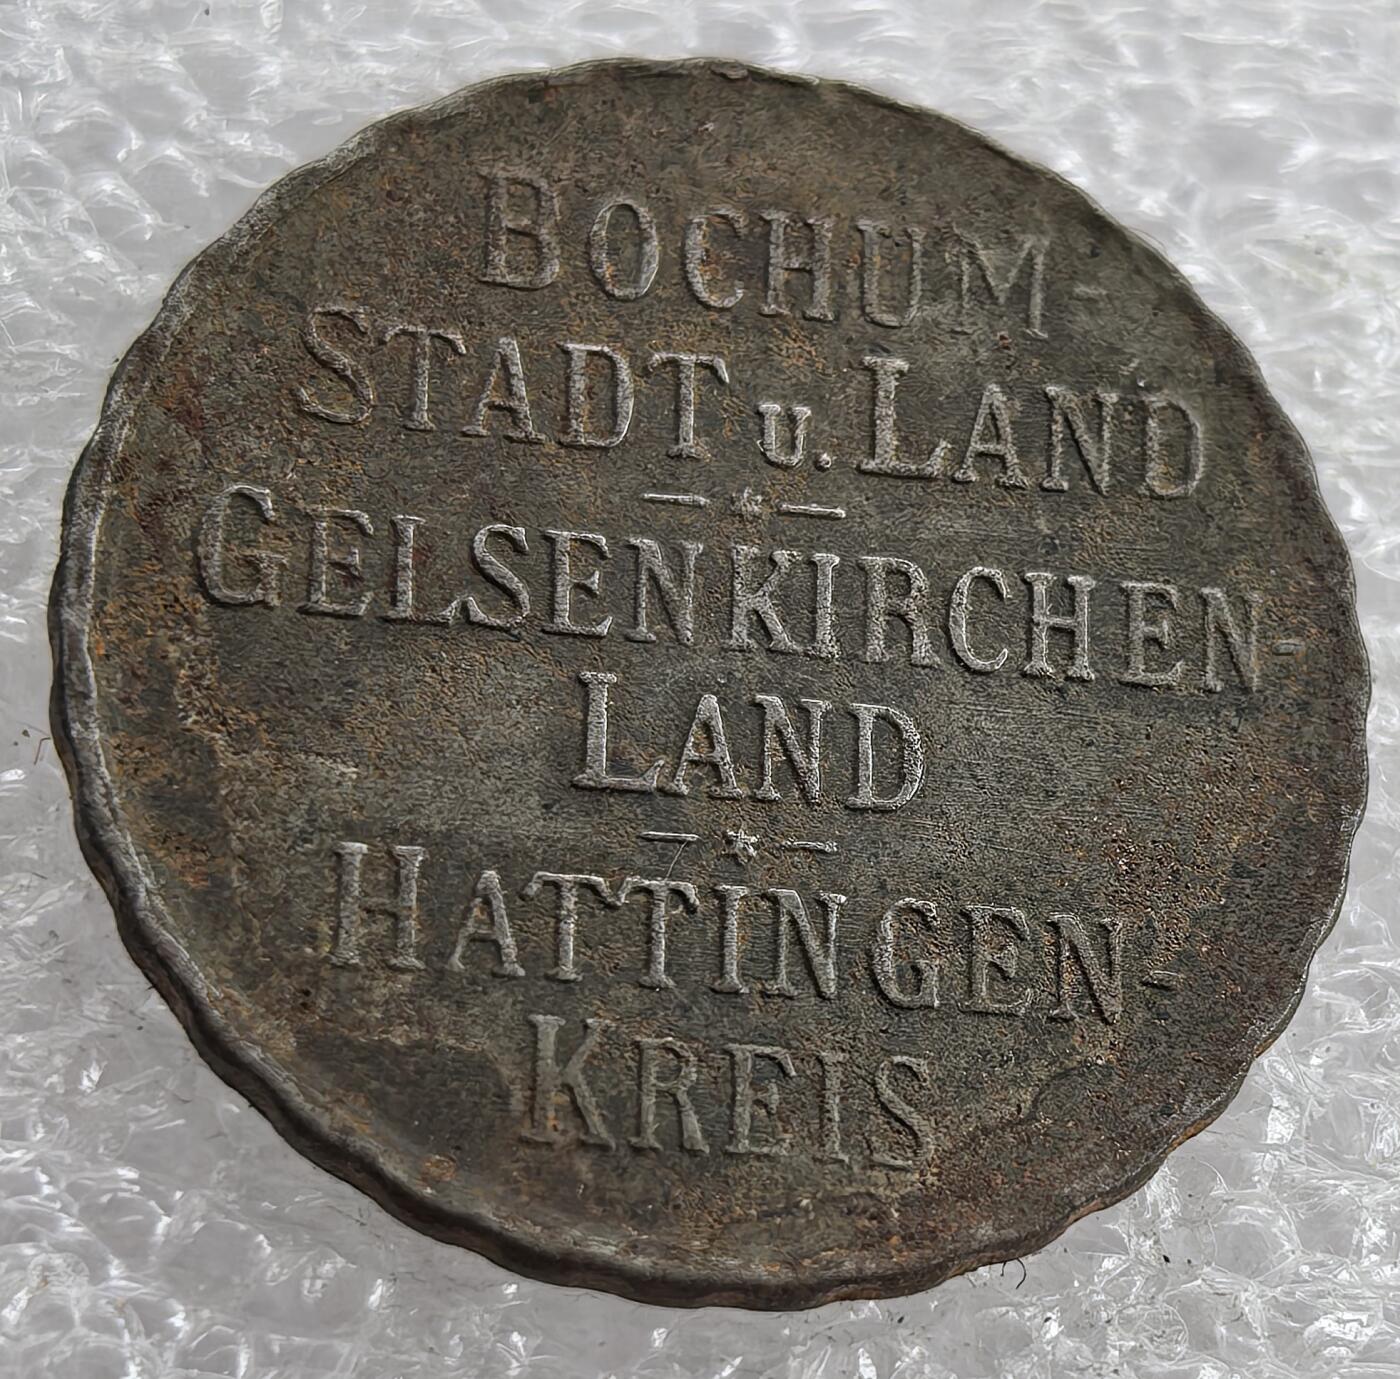 BOCHUM-
STADT u. LAND
GELSENKIRCHEN-
LAND
HATTINGEN-
KREIS